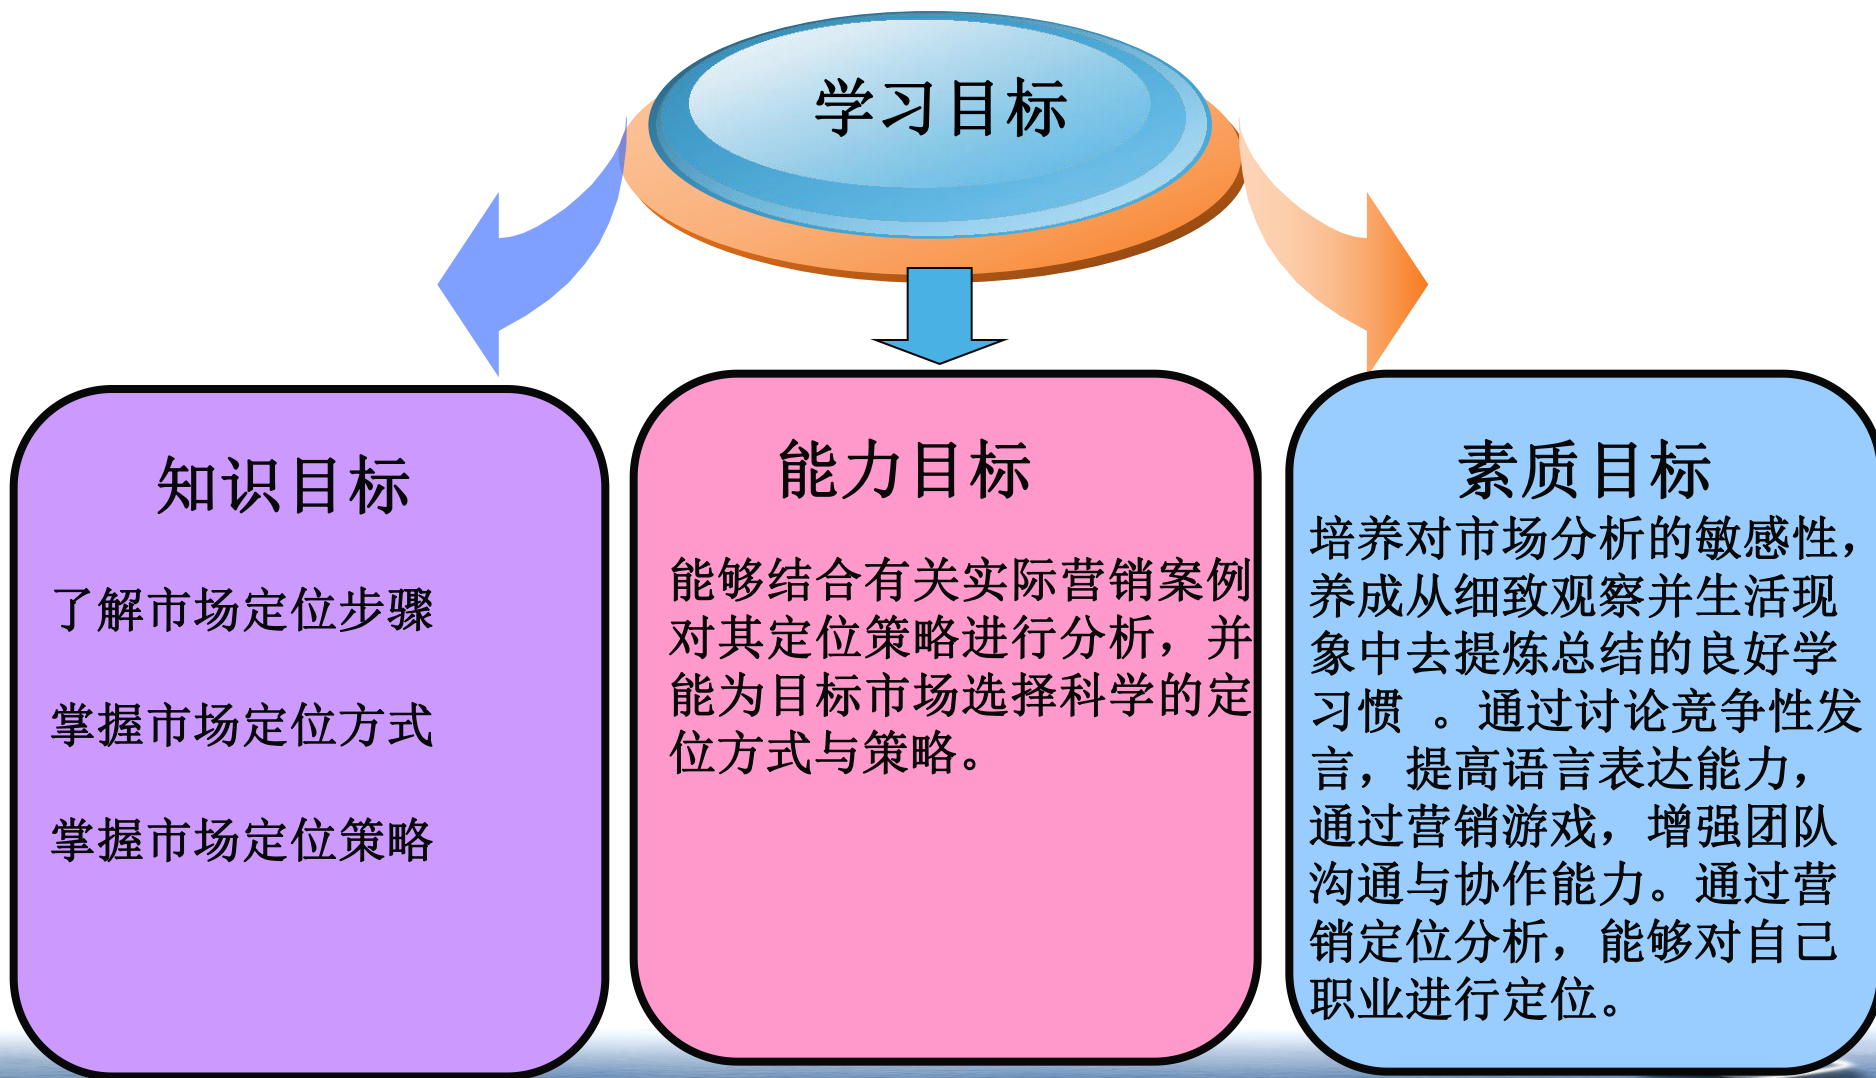 学习目标
知识目标
了解市场定位步骤
掌握市场定位方式
掌握市场定位策略
能力目标
能够结合有关实际营销案例
对其定位策略进行分析，并
能为目标市场选择科学的定
位方式与策略。
素质目标
培养对市场分析的敏感性，
养成从细致观察并生活现
象中去提炼总结的良好学
习惯 。通过讨论竞争性发
言，提高语言表达能力，
通过营销游戏，增强团队
沟通与协作能力。通过营
销定位分析，能够对自己
职业进行定位。